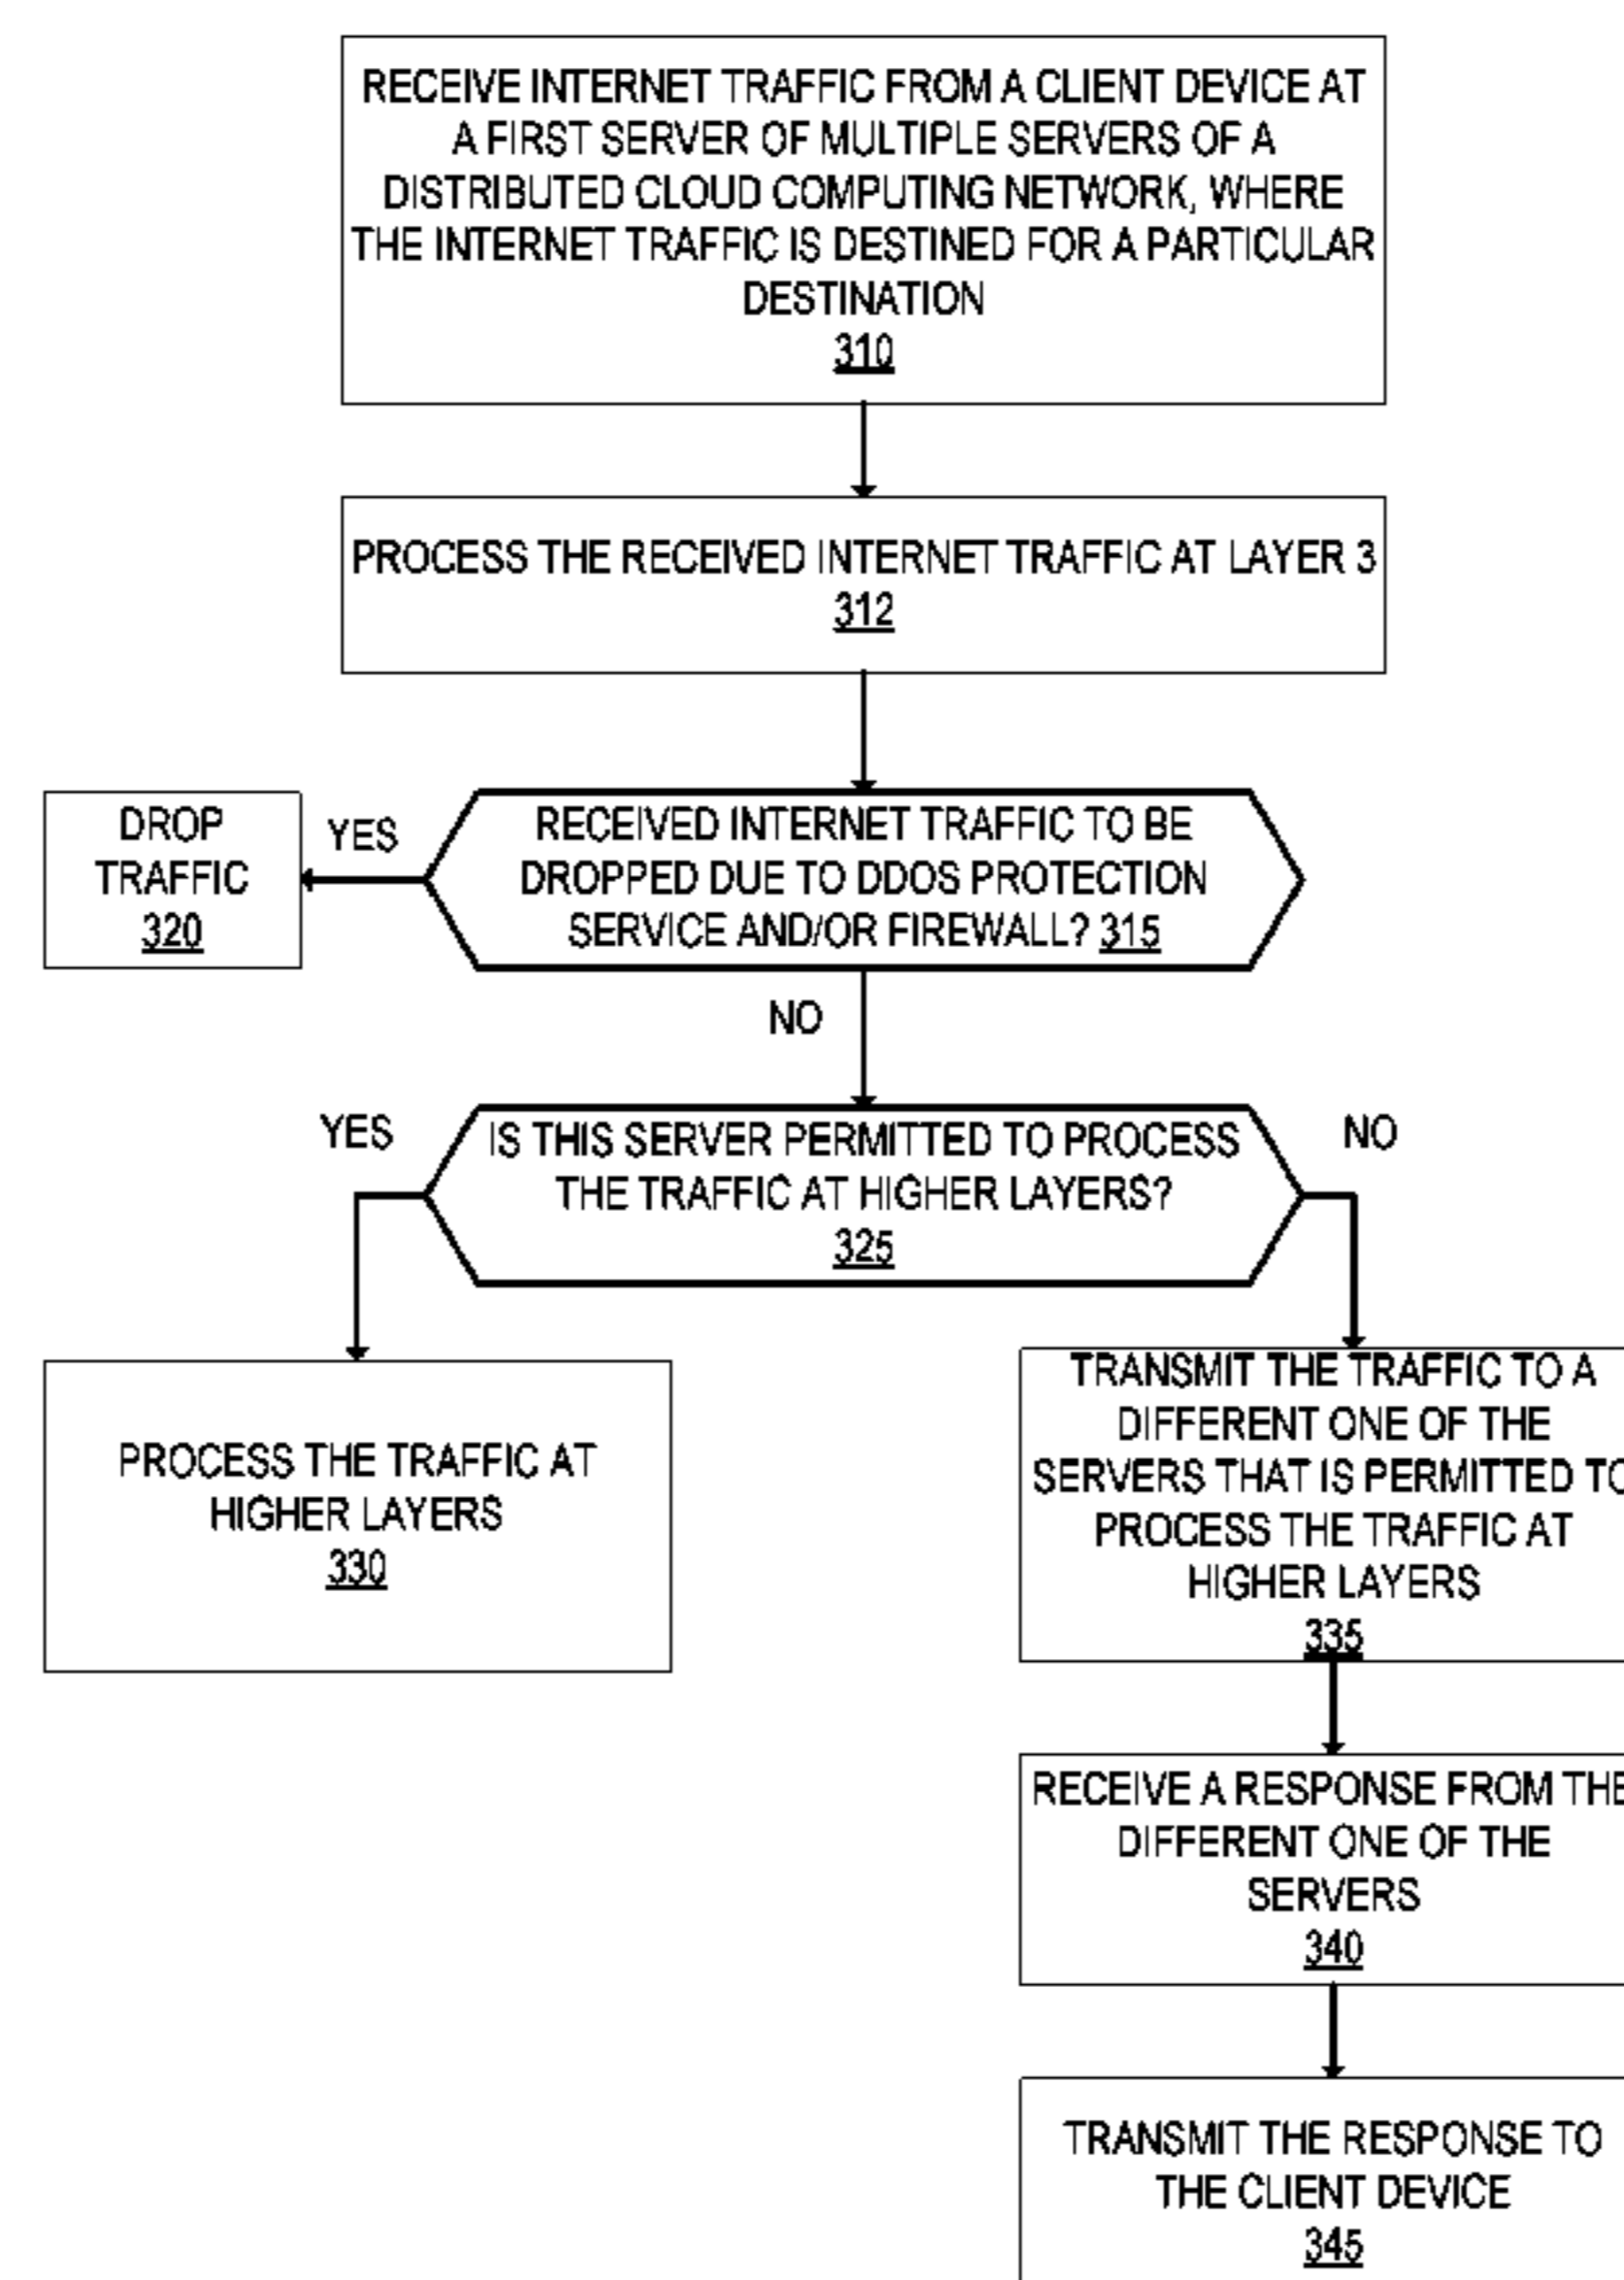 RECEIVE INTERNET TRAFFIC FROM A CLIENT DEVICE AT
A FIRST SERVER OF MULTIPLE SERVERS OF A
DISTRIBUTED CLOUD COMPUTING NETWORK, WHERE
THE INTERNET TRAFFIC IS DESTINED FOR A PARTICULAR
DESTINATION
310
PROCESS THE RECEIVED INTERNET TRAFFIC AT LAYER 3
312
DROP
TRAFFIC
320
YES
RECEIVED INTERNET TRAFFIC TO BE
DROPPED DUE TO DDOS PROTECTION
SERVICE AND/OR FIREWALL? 315
NO
YES
IS THIS SERVER PERMITTED TO PROCESS
THE TRAFFIC AT HIGHER LAYERS?
325
NO
PROCESS THE TRAFFIC AT
HIGHER LAYERS
330
TRANSMIT THE TRAFFIC TO A
DIFFERENT ONE OF THE
SERVERS THAT IS PERMITTED TO
PROCESS THE TRAFFIC AT
HIGHER LAYERS
335
RECEIVE A RESPONSE FROM THE
DIFFERENT ONE OF THE
SERVERS
340
TRANSMIT THE RESPONSE TO
THE CLIENT DEVICE
345